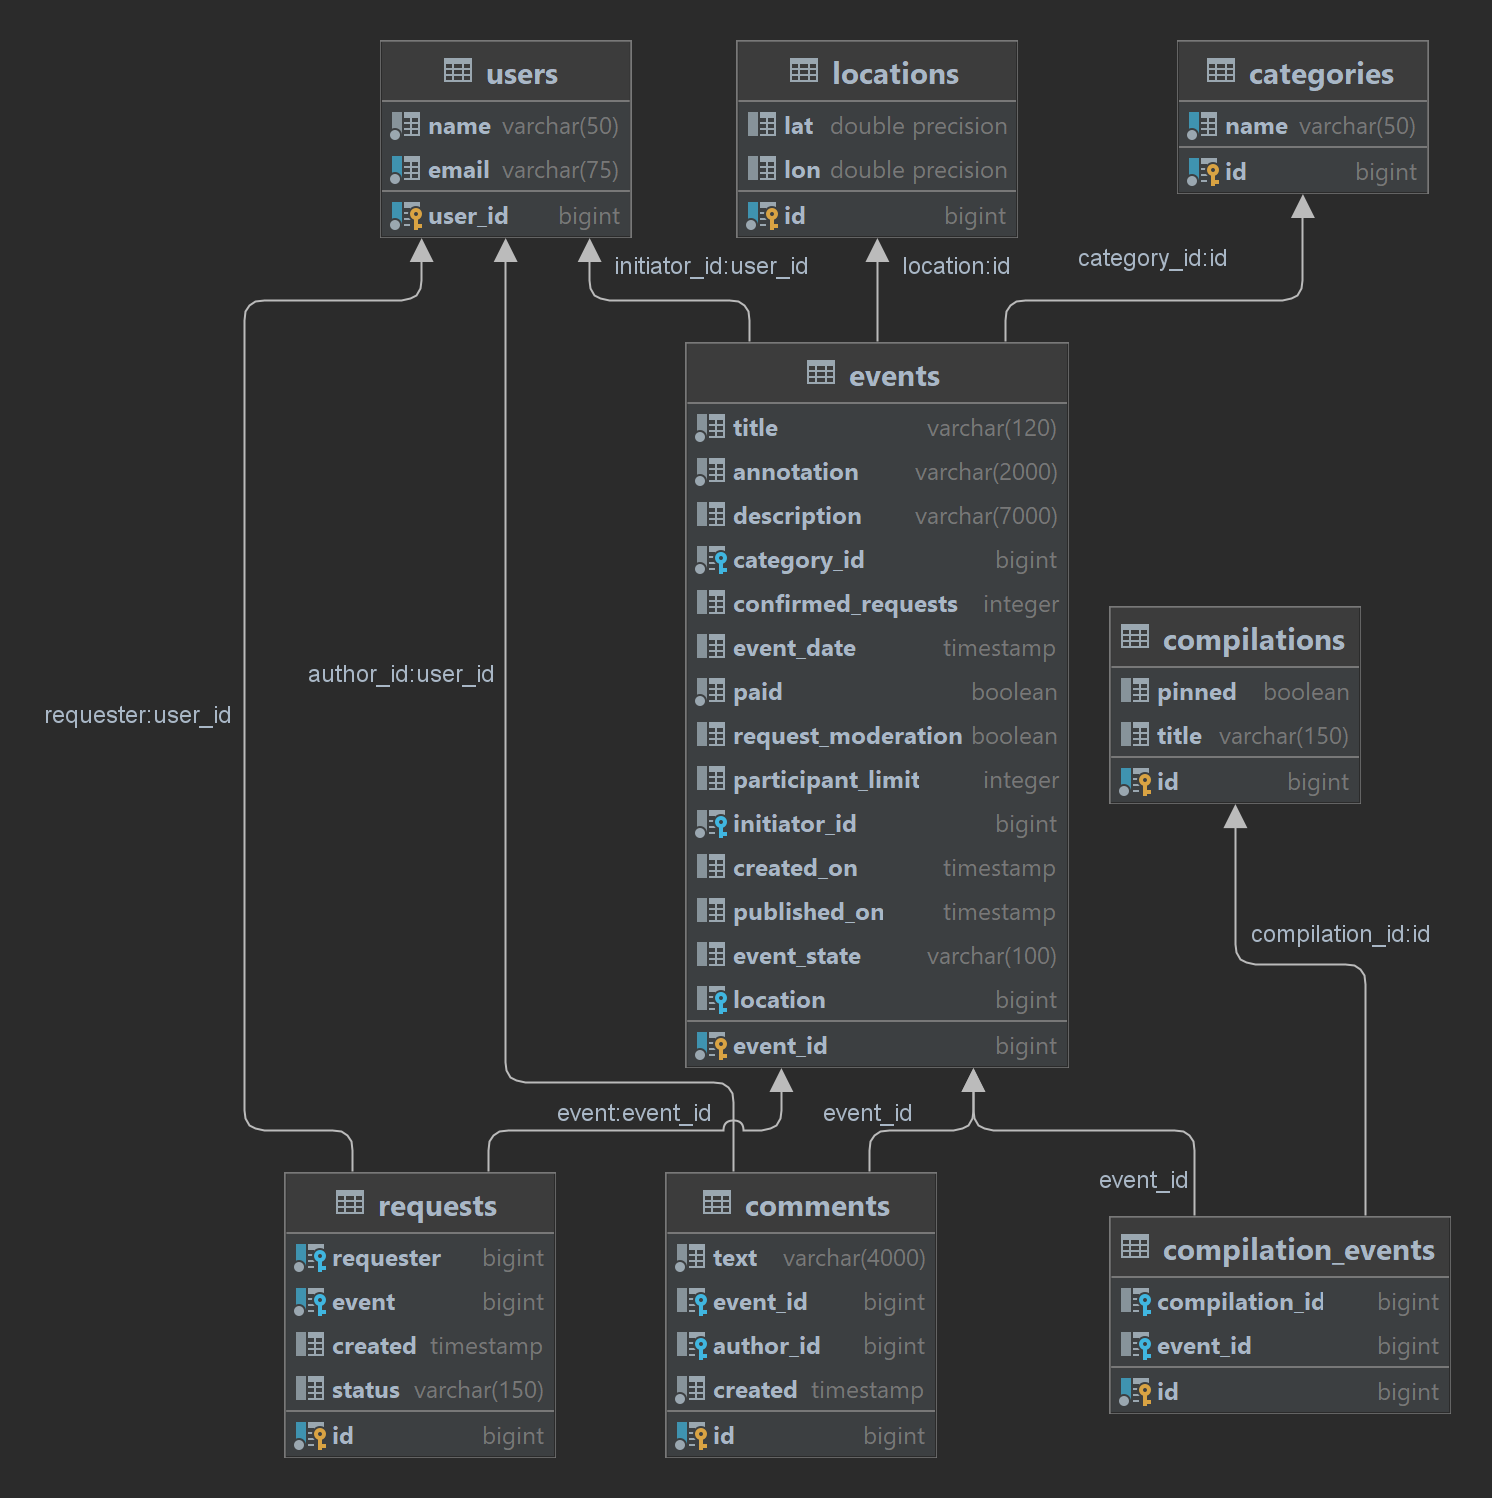 users
name varchar(50)
email varchar(75)
user_id bigint
locations
lat double precision
lon double precision
id bigint
categories
name varchar(50)
id bigint
initiator_id:user_id
location:id
category_id:id
events
title varchar(120)
annotation varchar(2000)
description varchar(7000)
category_id bigint
confirmed_requests integer
event_date timestamp
paid boolean
request_moderation boolean
participant_limit integer
initiator_id bigint
created_on timestamp
published_on timestamp
event_state varchar(100)
location bigint
event_id bigint
compilations
pinned boolean
title varchar(150)
id bigint
author_id:user_id
requester:user_id
compilation_id:id
event:event_id
event_id
event_id
requests
requester bigint
event bigint
created timestamp
status varchar(150)
id bigint
comments
text varchar(4000)
event_id bigint
author_id bigint
created timestamp
id bigint
compilation_events
compilation_id bigint
event_id bigint
id bigint